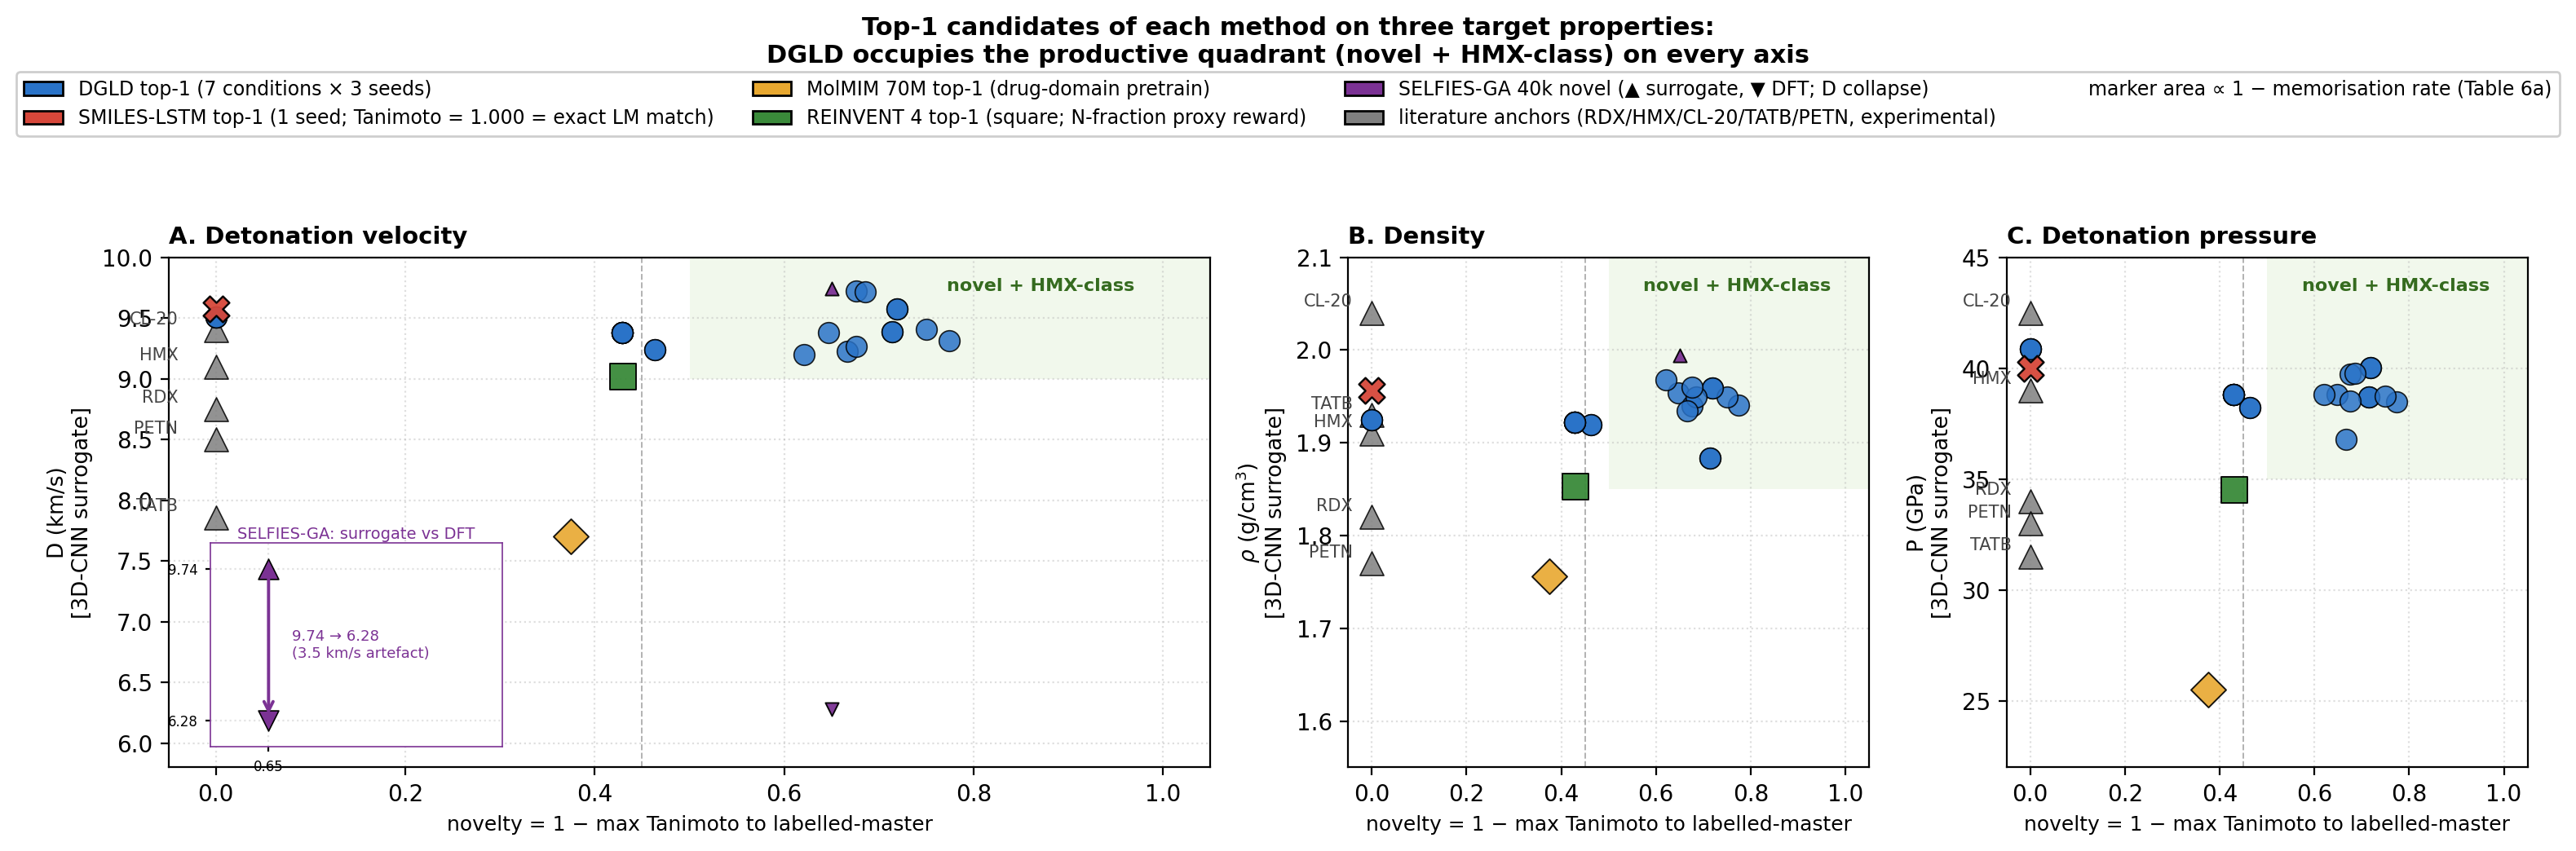 Top-1 candidates of each method on three target properties:
DGLD occupies the productive quadrant (novel + HMX-class) on every axis
DGLD top-1 (7 conditions × 3 seeds)
SMILES-LSTM top-1 (1 seed; Tanimoto = 1.000 = exact LM match)
MolMIM 70M top-1 (drug-domain pretrain)
REINVENT 4 top-1 (square; N-fraction proxy reward)
SELFIES-GA 40k novel (▲ surrogate, ▼ DFT; D collapse)
literature anchors (RDX/HMX/CL-20/TATB/PETN, experimental)
marker area ∝ 1 − memorisation rate (Table 6a)
A. Detonation velocity
D (km/s)
[3D-CNN surrogate]
10.0
9.5
9.0
8.5
8.0
7.5
7.0
6.5
6.0
CL-20
HMX
RDX
PETN
TATB
novel + HMX-class
SELFIES-GA: surrogate vs DFT
9.74
6.28
9.74 → 6.28
(3.5 km/s artefact)
0.65
0.0 0.2 0.4 0.6 0.8 1.0
novelty = 1 − max Tanimoto to labelled-master
B. Density
ρ (g/cm³)
[3D-CNN surrogate]
2.1
2.0
1.9
1.8
1.7
1.6
CL-20
TATB
HMX
RDX
PETN
novel + HMX-class
0.0 0.2 0.4 0.6 0.8 1.0
novelty = 1 − max Tanimoto to labelled-master
C. Detonation pressure
P (GPa)
[3D-CNN surrogate]
45
40
35
30
25
CL-20
HMX
RDX
PETN
TATB
novel + HMX-class
0.0 0.2 0.4 0.6 0.8 1.0
novelty = 1 − max Tanimoto to labelled-master